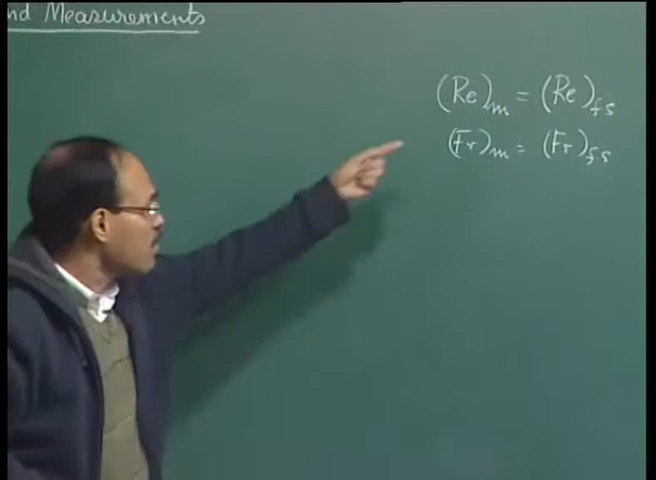 nd Measurements
(Re)m = (Re)fs
(Fr)m = (Fr)fs